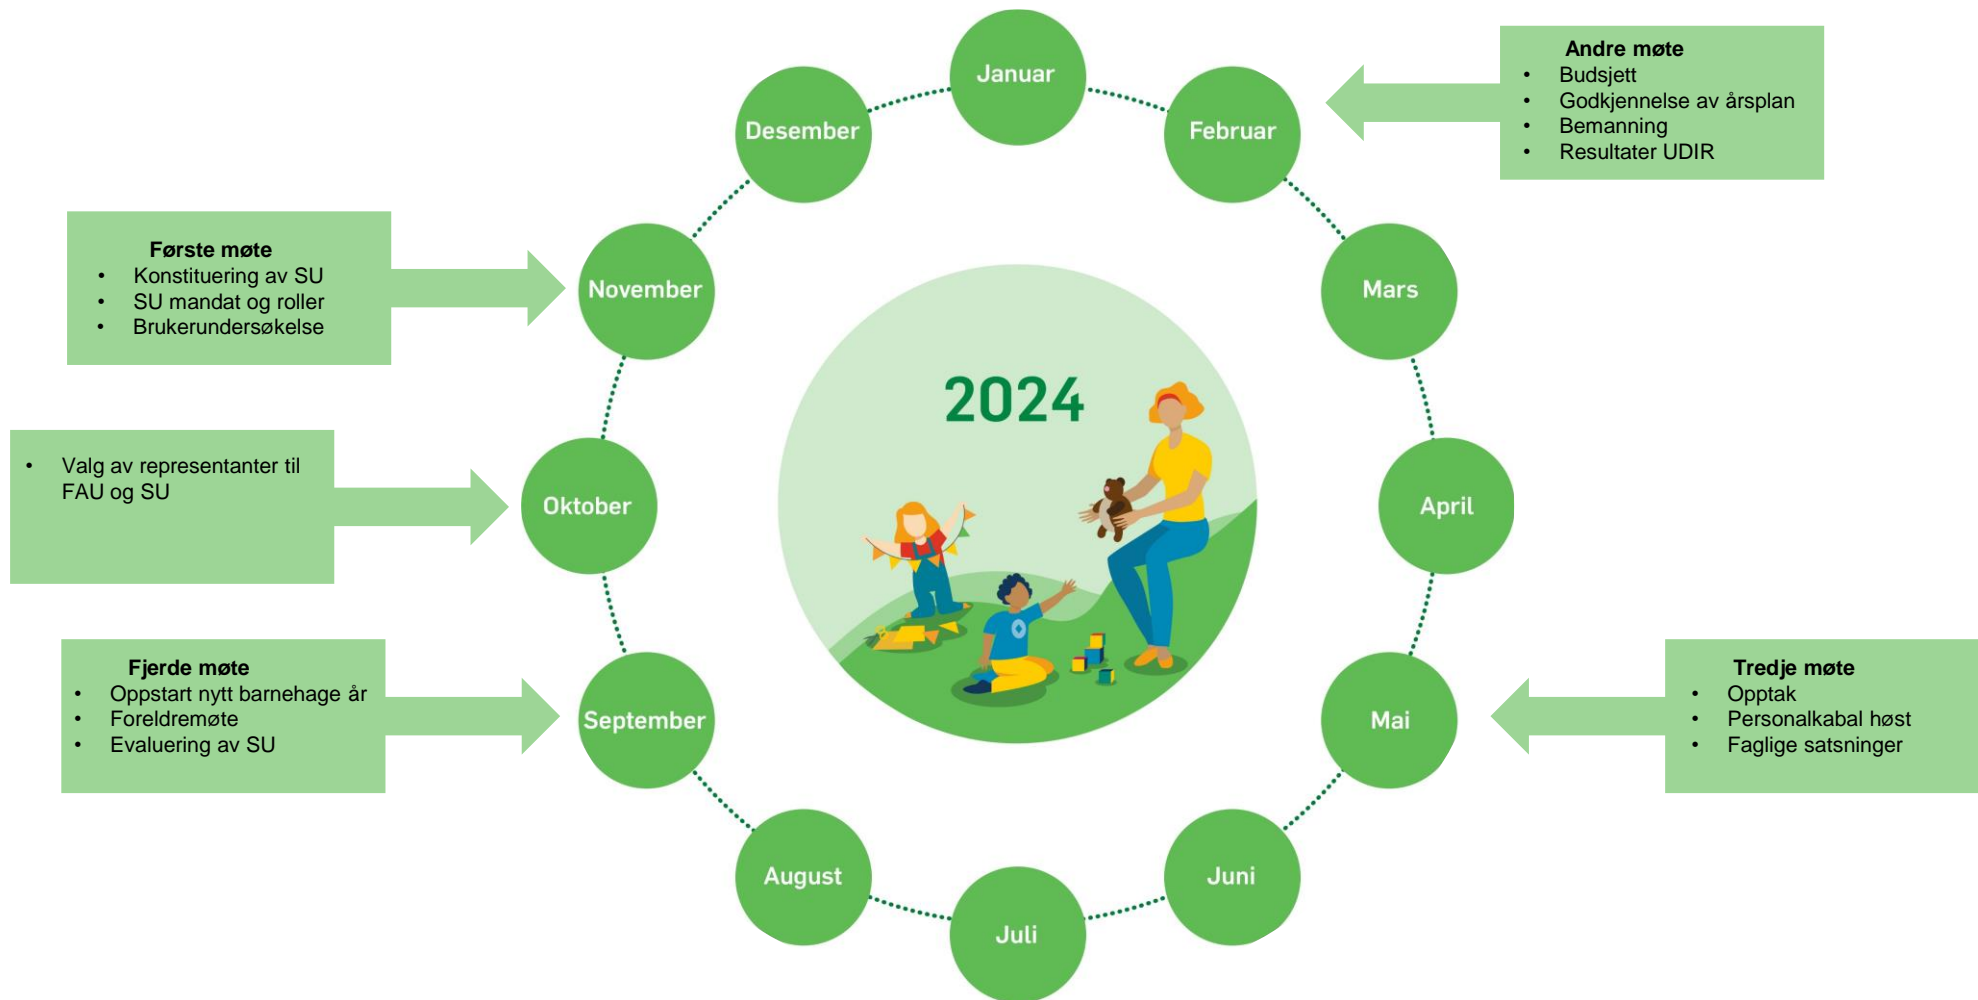 Januar
Februar
Mars
April
Mai
Juni
Juli
August
September
Oktober
November
Desember
2024
Andre møte
• Budsjett
• Godkjennelse av årsplan
• Bemanning
• Resultater UDIR
Tredje møte
• Opptak
• Personalkabal høst
• Faglige satsninger
Fjerde møte
• Oppstart nytt barnehage år
• Foreldremøte
• Evaluering av SU
• Valg av representanter til
FAU og SU
Første møte
• Konstituering av SU
• SU mandat og roller
• Brukerundersøkelse